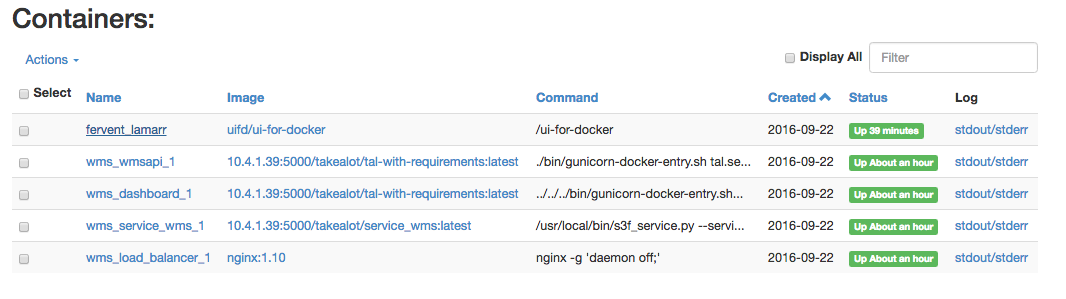 Containers:
Actions
Display All Filter
Select Name Image Command Created Status Log
fervent_lamarr uifd/ui-for-docker /ui-for-docker 2016-09-22 Up 39 minutes stdout/stderr
wms_wmsapi_1 10.4.1.39:5000/takealot/tal-with-requirements:latest ./bin/gunicorn-docker-entry.sh tal.se... 2016-09-22 Up About an hour stdout/stderr
wms_dashboard_1 10.4.1.39:5000/takealot/tal-with-requirements:latest ../../../bin/gunicorn-docker-entry.sh... 2016-09-22 Up About an hour stdout/stderr
wms_service_wms_1 10.4.1.39:5000/takealot/service_wms:latest /usr/local/bin/s3f_service.py --servi... 2016-09-22 Up About an hour stdout/stderr
wms_load_balancer_1 nginx:1.10 nginx -g 'daemon off;' 2016-09-22 Up About an hour stdout/stderr